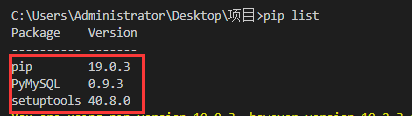 C:\Users\Administrator\Desktop\项目>pip list
Package    Version
---------- -------
pip        19.0.3
PyMySQL    0.9.3
setuptools 40.8.0